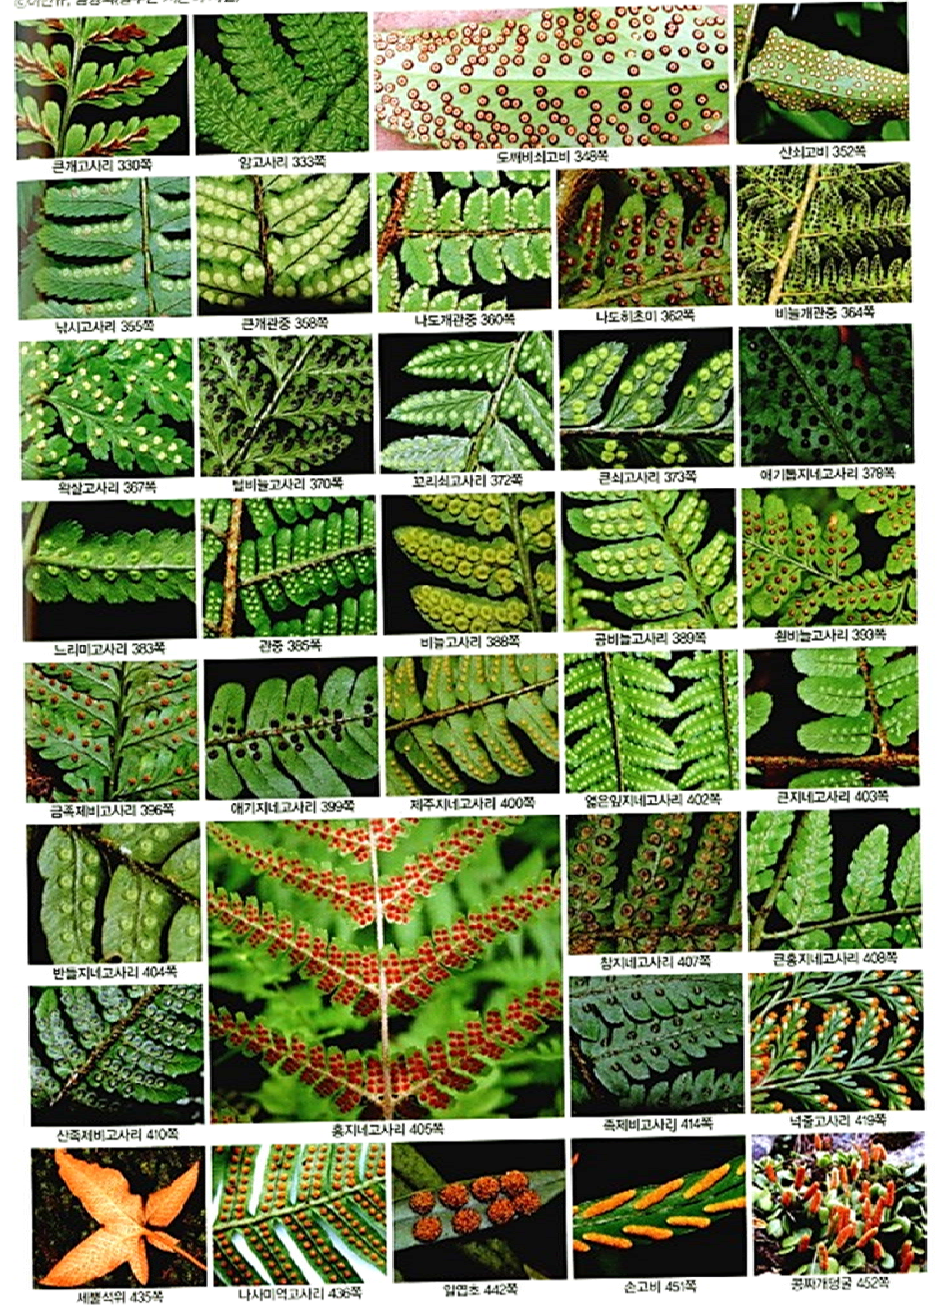 큰개고사리 330쪽
암고사리 333쪽
도깨비쇠고비 348쪽
산쇠고비 352쪽
낚시고사리 355쪽
큰개관중 358쪽
나도개관중 360쪽
나도히초미 362쪽
비늘개관중 364쪽
왁살고사리 367쪽
털비늘고사리 370쪽
꼬리쇠고사리 372쪽
큰쇠고사리 373쪽
애기톱지네고사리 378쪽
느리미고사리 383쪽
관중 385쪽
비늘고사리 388쪽
곰비늘고사리 389쪽
흰비늘고사리 393쪽
금족제비고사리 396쪽
애기지네고사리 399쪽
제주지네고사리 400쪽
엷은잎지네고사리 402쪽
큰지네고사리 403쪽
반들지네고사리 404쪽
참지네고사리 407쪽
큰홍지네고사리 408쪽
산족제비고사리 410쪽
홍지네고사리 405쪽
족제비고사리 414쪽
넉줄고사리 419쪽
세뿔석위 435쪽
나사미역고사리 436쪽
일엽초 442쪽
손고비 451쪽
콩짜개덩굴 452쪽